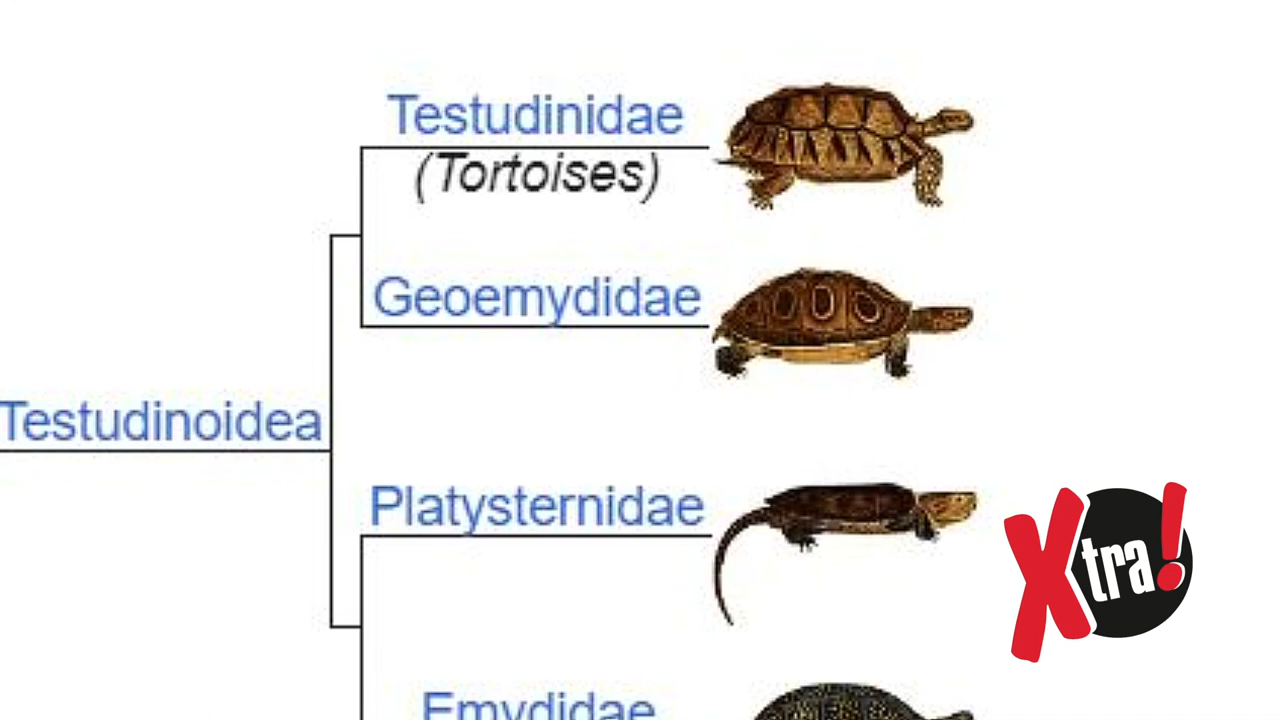 Testudinidae
(Tortoises)
Geoemydidae
Testudinoidea
Platysternidae
Xtra!
Emydidae